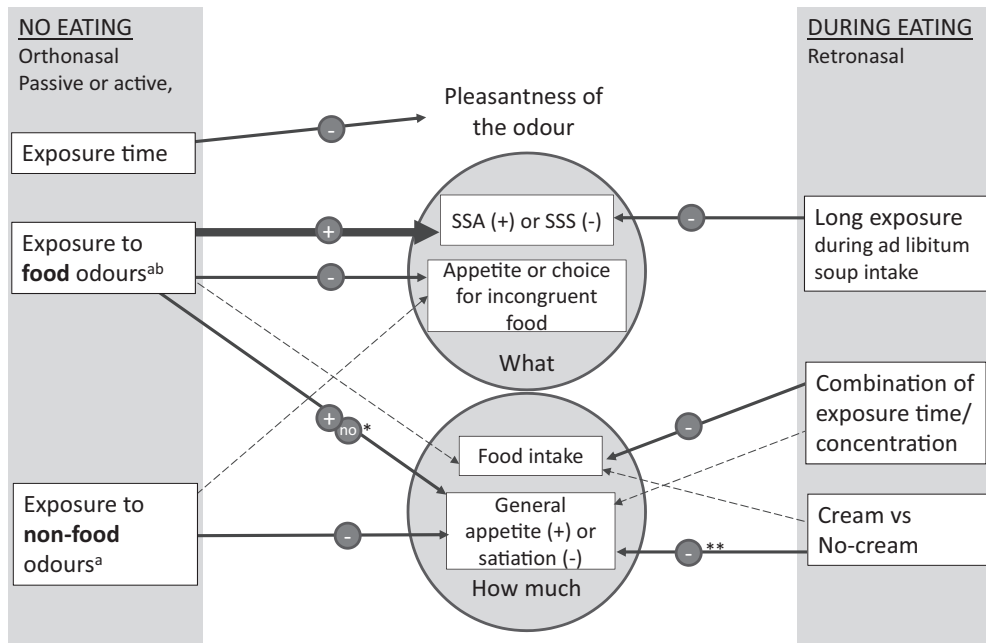 NO EATING
Orthonasal
Passive or active,
Exposure time
Exposure to
food odours^ab
Exposure to
non-food
odours^a
-
+
-
+
no *
-
Pleasantness of
the odour
SSA (+) or SSS (-)
Appetite or choice
for incongruent
food
What
Food intake
General
appetite (+) or
satiation (-)
How much
-
-
- **
DURING EATING
Retronasal
Long exposure
during ad libitum
soup intake
Combination of
exposure time/
concentration
Cream vs
No-cream